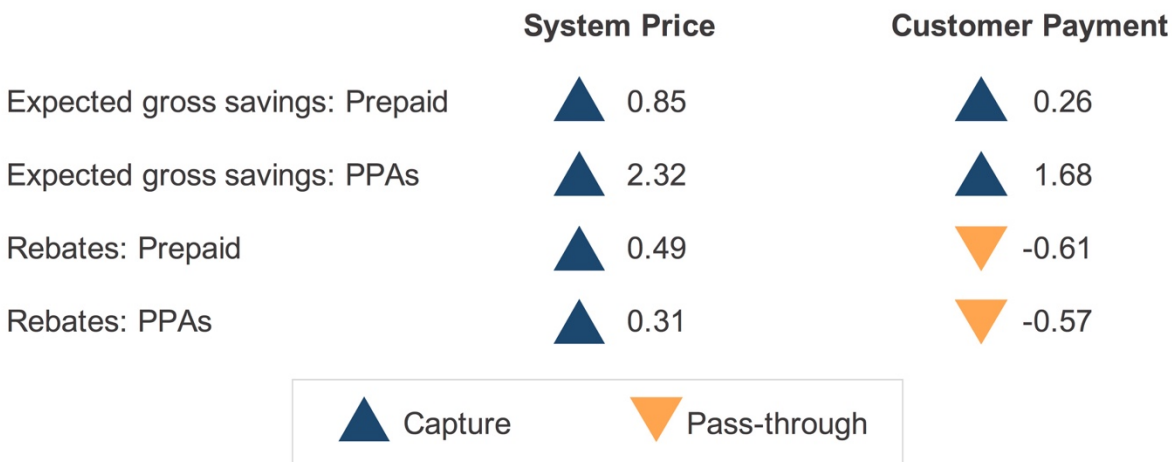 System Price Customer Payment
Expected gross savings: Prepaid 0.85 0.26
Expected gross savings: PPAs 2.32 1.68
Rebates: Prepaid 0.49 -0.61
Rebates: PPAs 0.31 -0.57
Capture Pass-through